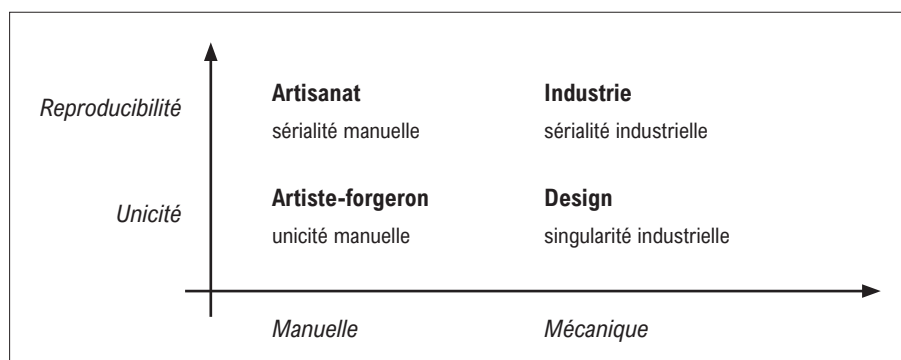 Reproducibilité
Artisanat
sérialité manuelle
Industrie
sérialité industrielle
Unicité
Artiste-forgeron
unicité manuelle
Design
singularité industrielle
Manuelle
Mécanique